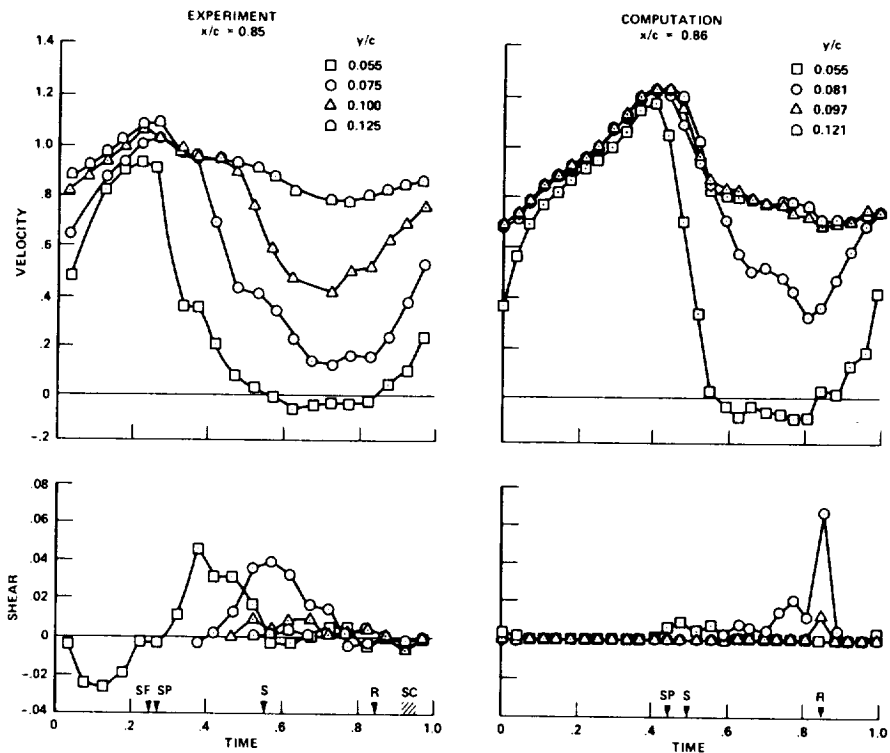 EXPERIMENT
x/c = 0.85
y/c
0.055
0.075
0.100
0.125
COMPUTATION
x/c = 0.86
y/c
0.055
0.081
0.097
0.121
VELOCITY
1.4
1.2
1.0
.8
.6
.4
.2
0
-.2
SHEAR
.08
.06
.04
.02
0
-.02
-.04
SF SP S R SC
0 .2 .4 .6 .8 1.0
TIME
SP S R
0 .2 .4 .6 .8 1.0
TIME